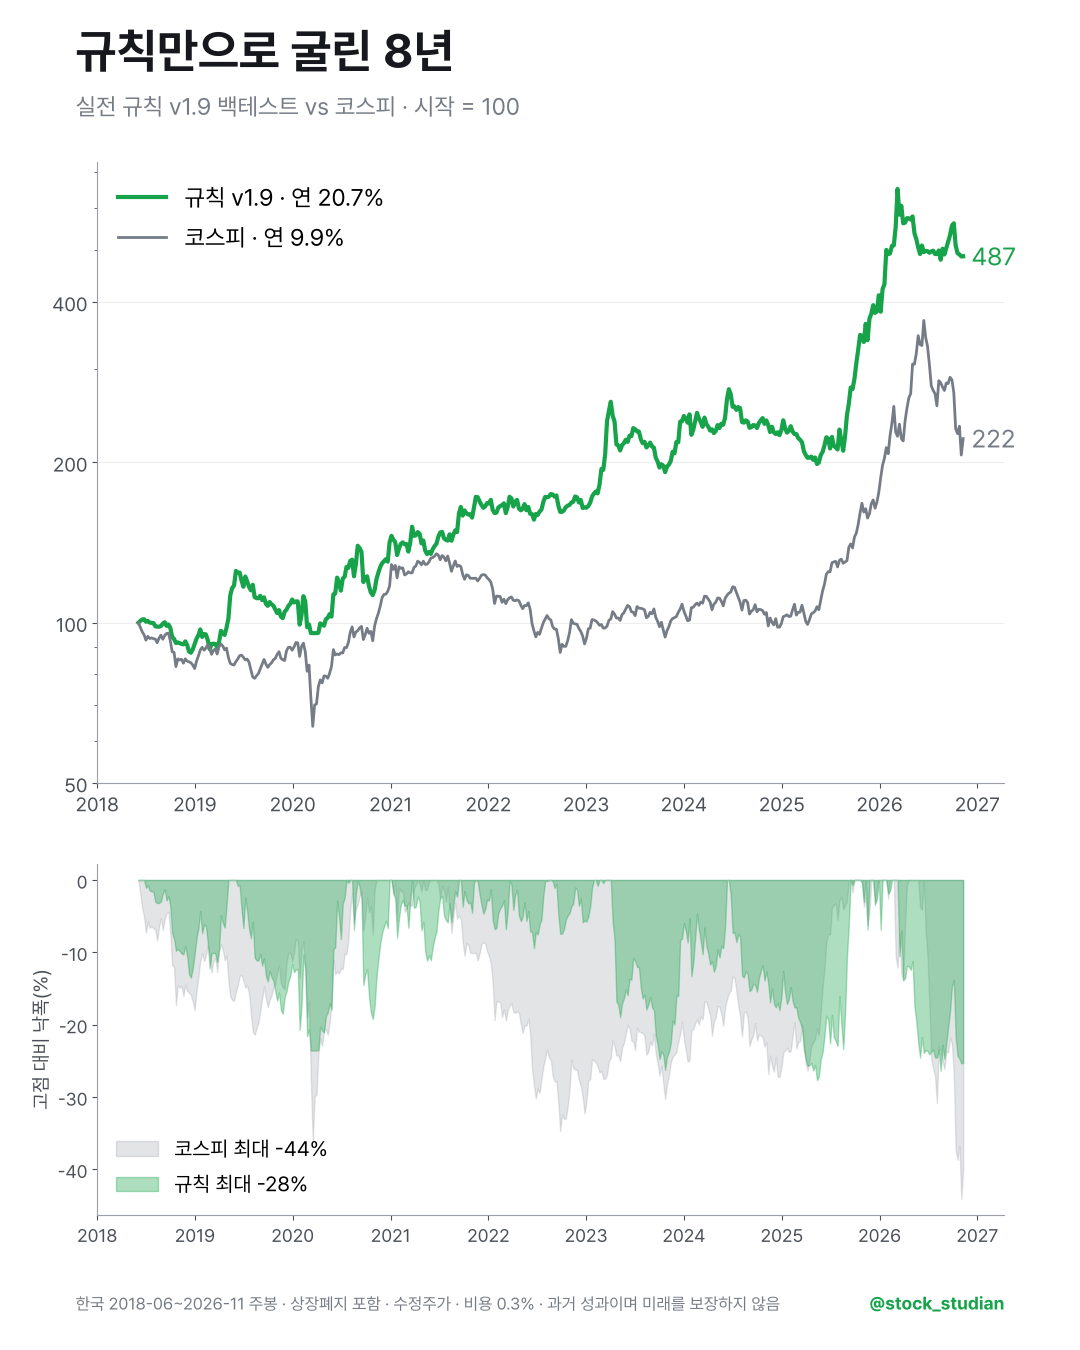 규칙만으로 굴린 8년
실전 규칙 v1.9 백테스트 vs 코스피 · 시작 = 100
규칙 v1.9 · 연 20.7%
코스피 · 연 9.9%
487
222
400
200
100
50
2018 2019 2020 2021 2022 2023 2024 2025 2026 2027
고점 대비 낙폭(%)
0
-10
-20
-30
-40
코스피 최대 -44%
규칙 최대 -28%
2018 2019 2020 2021 2022 2023 2024 2025 2026 2027
한국 2018-06~2026-11 주봉 · 상장폐지 포함 · 수정주가 · 비용 0.3% · 과거 성과이며 미래를 보장하지 않음
@stock_studian